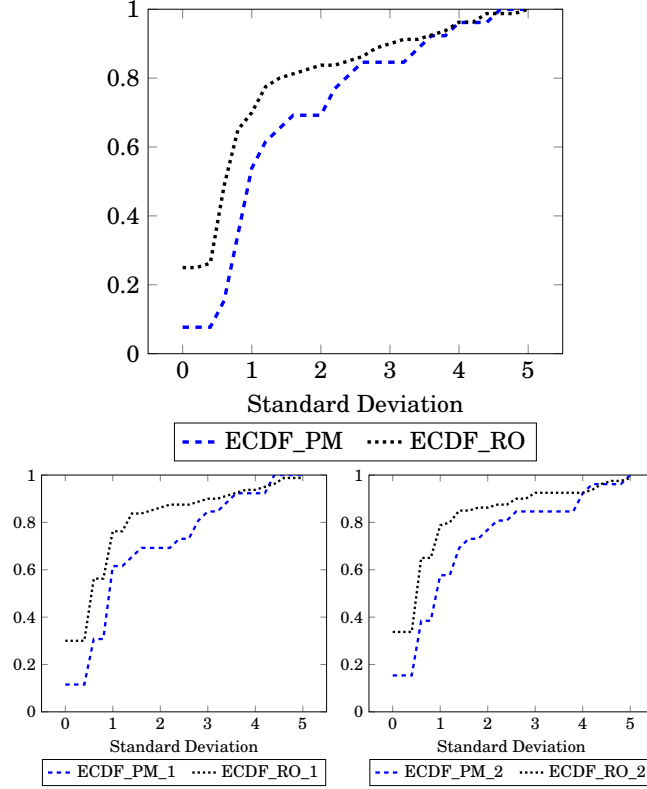 1
0.8
0.6
0.4
0.2
0
0 1 2 3 4 5
Standard Deviation
ECDF_PM ECDF_RO
1
0.8
0.6
0.4
0.2
0
0 1 2 3 4 5
Standard Deviation
ECDF_PM_1 ECDF_RO_1
1
0.8
0.6
0.4
0.2
0
0 1 2 3 4 5
Standard Deviation
ECDF_PM_2 ECDF_RO_2